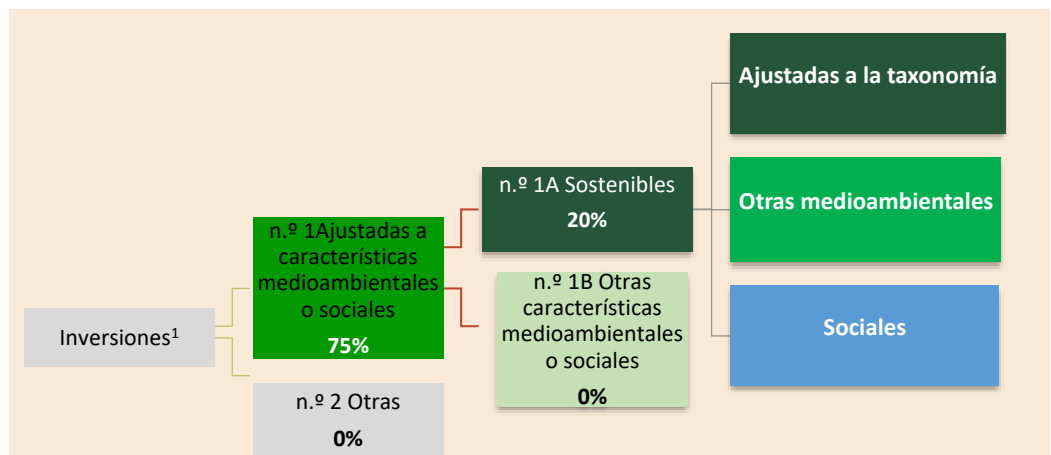 Inversiones¹
n.º 1Ajustadas a
características
medioambientales
o sociales
75%
n.º 2 Otras
0%
n.º 1A Sostenibles
20%
n.º 1B Otras
características
medioambientales
o sociales
0%
Ajustadas a la taxonomía
Otras medioambientales
Sociales